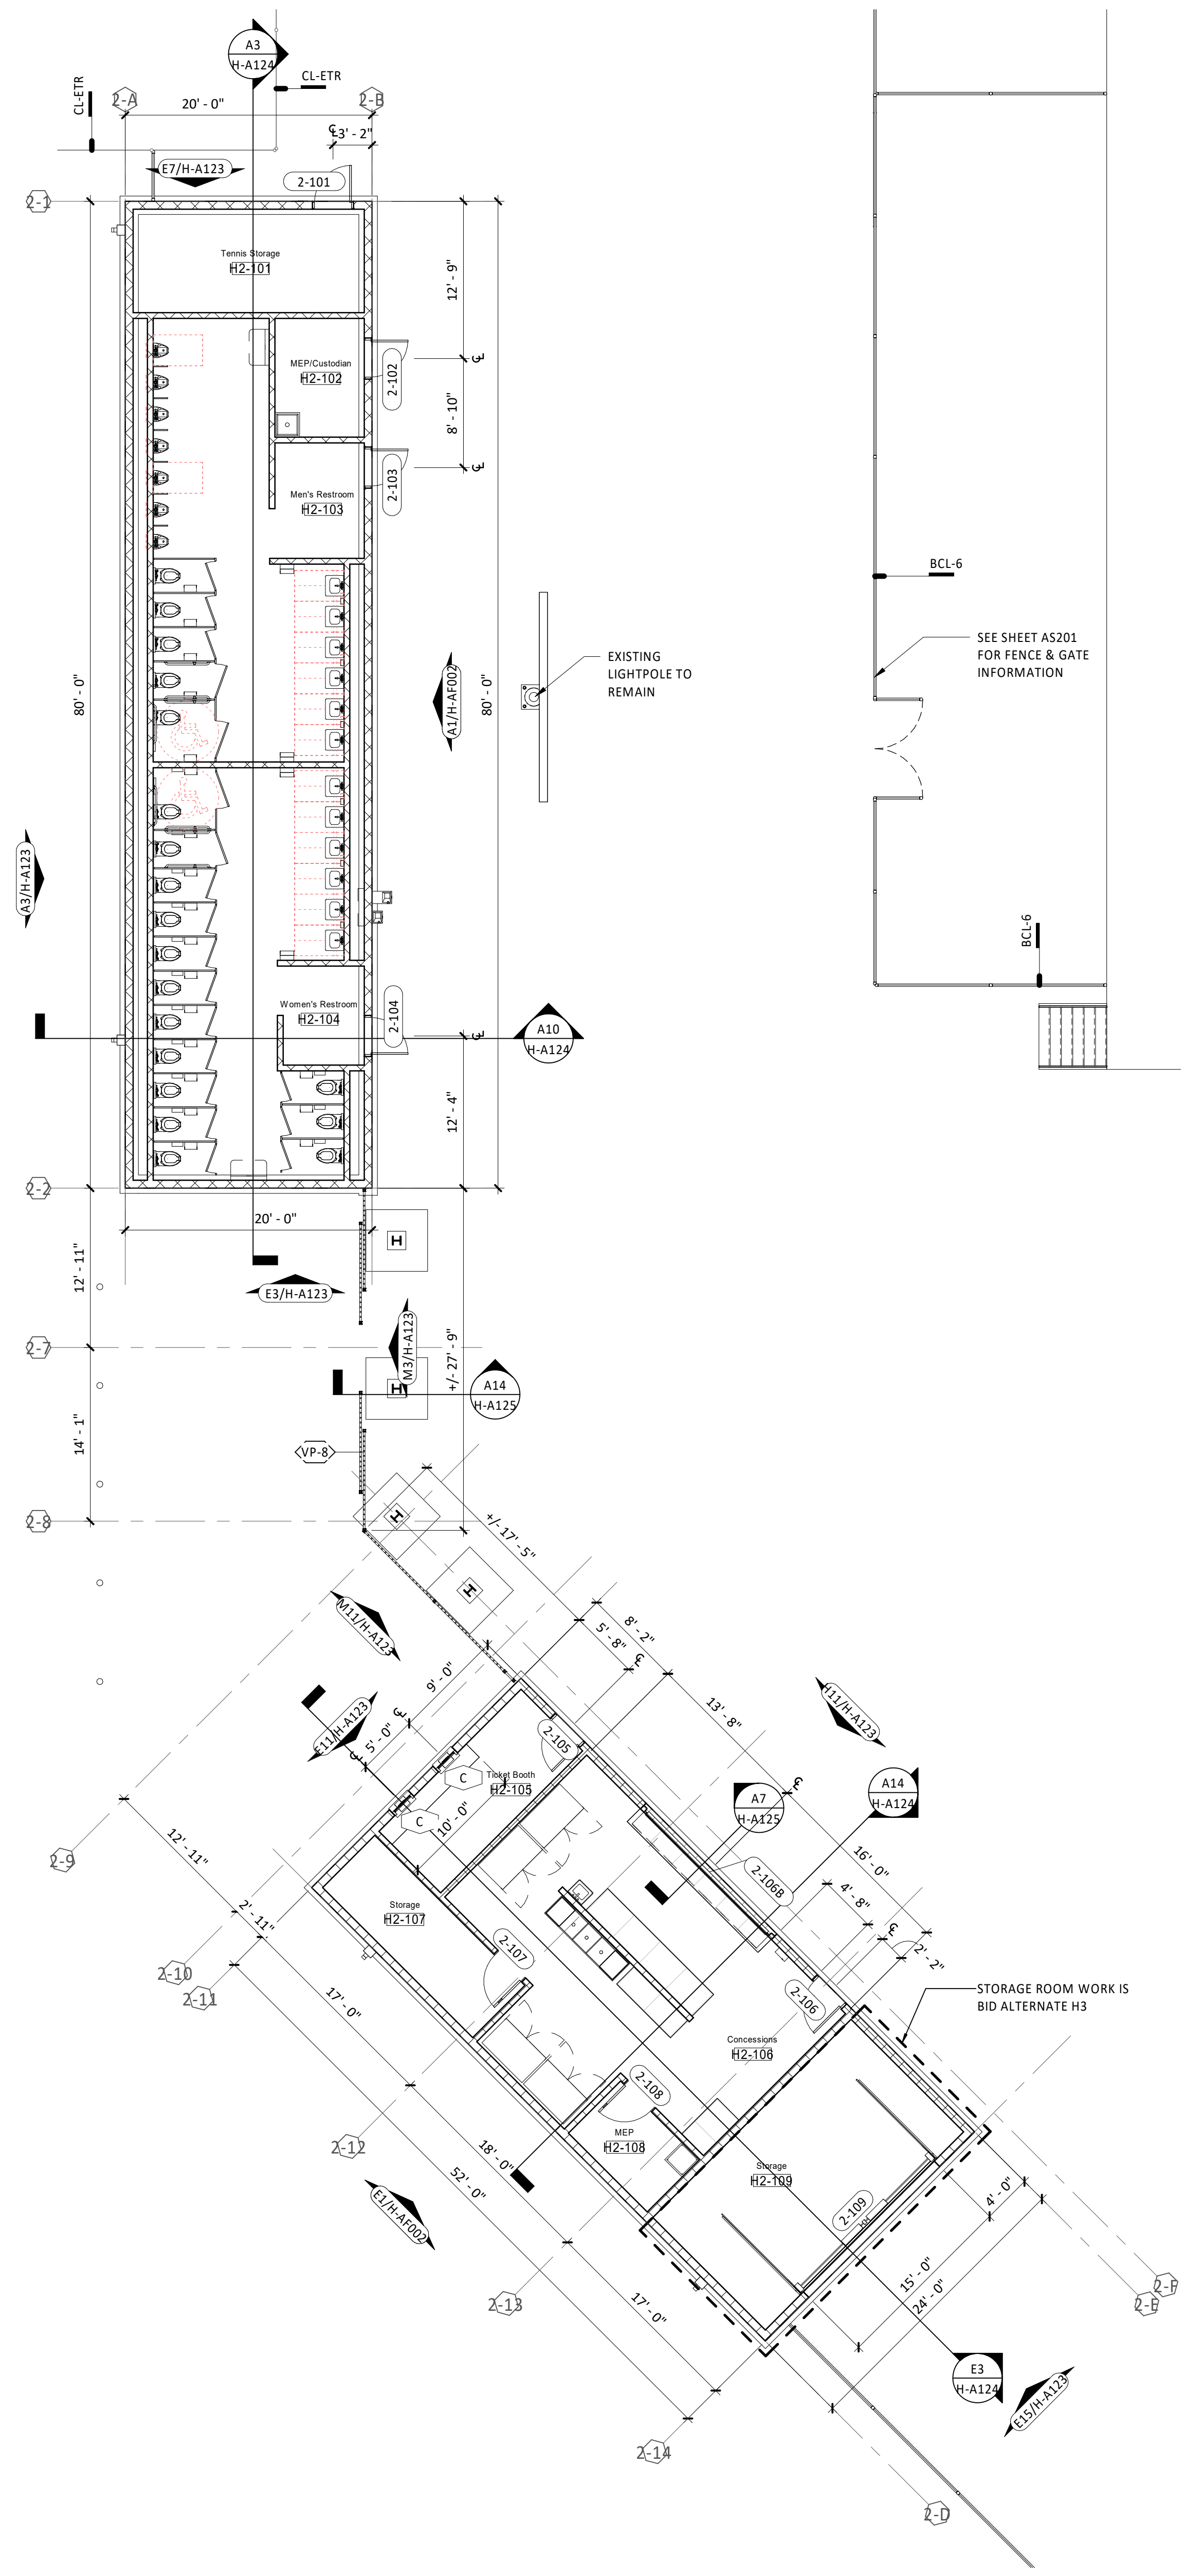 A3
H-A124
CL-ETR
CL-ETR
2-A
20' - 0"
2-B
3' - 2"
E7/H-A123
2-101
2-1
Tennis Storage
H2-101
12' - 9"
MEP/Custodian
H2-102
2-102
8' - 10"
2-103
Men's Restroom
H2-103
BCL-6
EXISTING
LIGHTPOLE TO
REMAIN
SEE SHEET AS201
FOR FENCE & GATE
INFORMATION
80' - 0"
A1/H-AF002
80' - 0"
A3/H-A123
BCL-6
Women's Restroom
H2-104
2-104
A10
H-A124
12' - 4"
2-2
20' - 0"
H
12' - 11"
E3/H-A123
2-7
M3/H-A123
+/- 27' - 9"
H
A14
H-A125
14' - 1"
VP-8
2-8
H
+/- 17' - 5"
H
M11/H-A123
8' - 2"
5' - 8"
9' - 0"
13' - 8"
H11/H-A123
E11/H-A123
5' - 0"
2-105
Ticket Booth
H2-105
C
C
10' - 0"
A7
H-A125
A14
H-A124
12' - 11"
2-9
16' - 0"
2-106B
4' - 8"
Storage
H2-107
2' - 11"
2-107
2' - 2"
2-10
2-11
17' - 0"
2-106
STORAGE ROOM WORK IS
BID ALTERNATE H3
Concessions
H2-106
2-108
MEP
H2-108
2-12
18' - 0"
52' - 0"
Storage
H2-109
2-109
4' - 0"
E1/H-AF002
15' - 0"
24' - 0"
2-F
2-E
2-13
17' - 0"
E3
H-A124
E15/H-A123
2-14
2-D